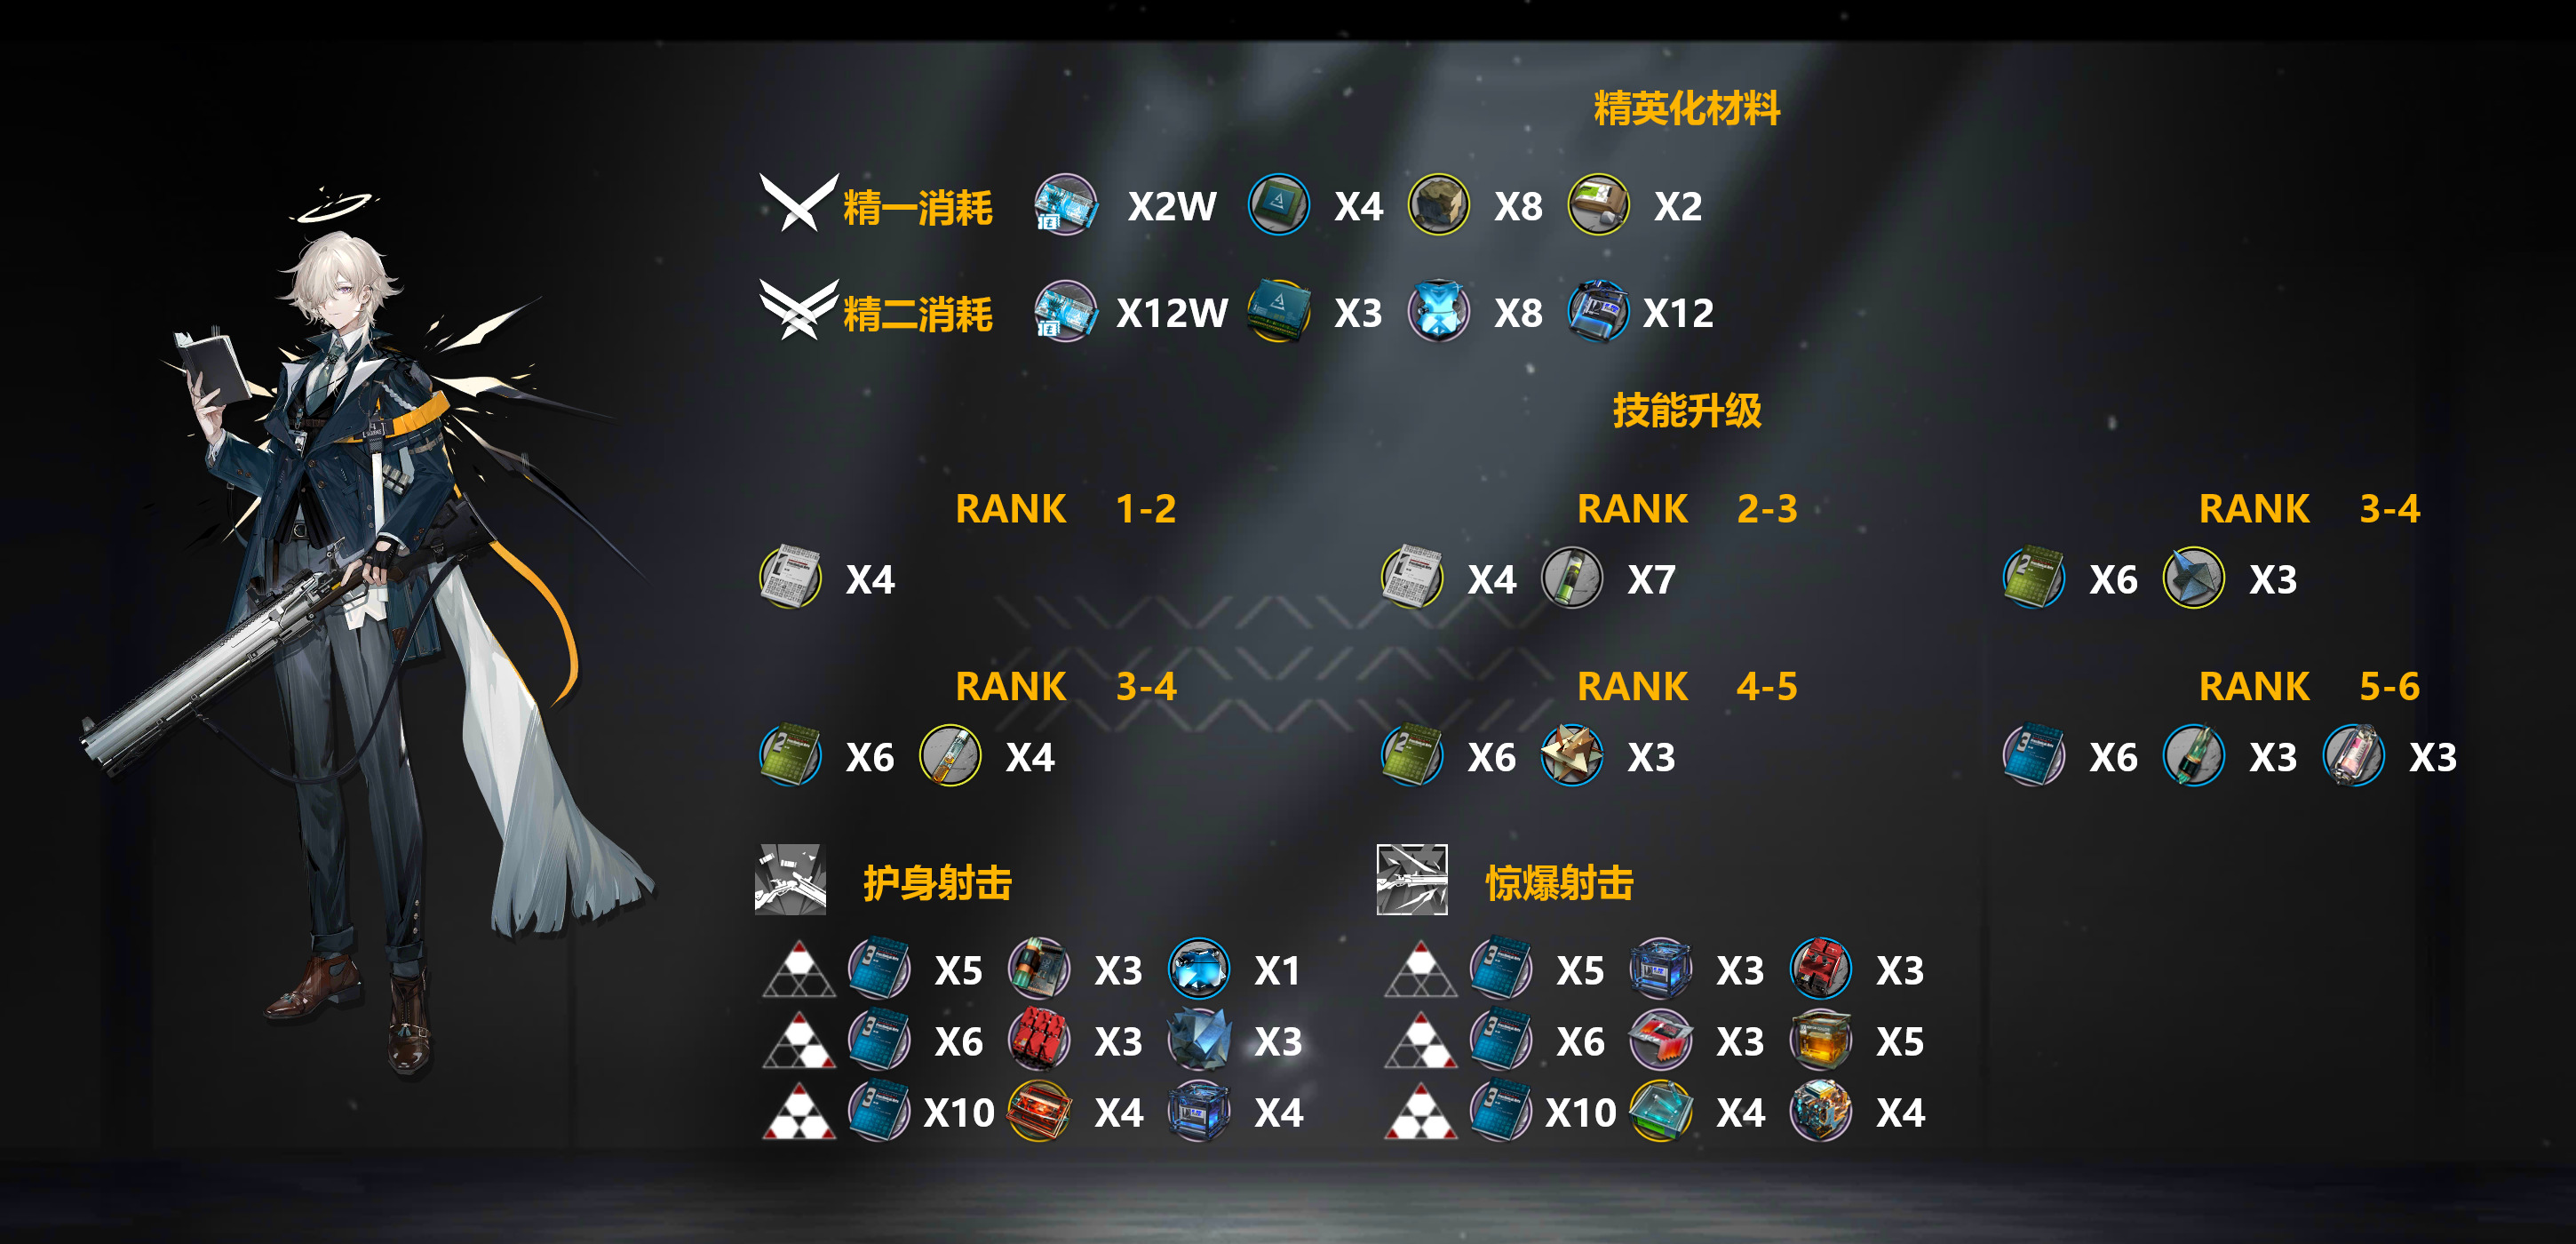 精英化材料
精一消耗 X2W X4 X8 X2
精二消耗 X12W X3 X8 X12
技能升级
RANK 1-2 RANK 2-3 RANK 3-4
X4 X4 X7 X6 X3
RANK 3-4 RANK 4-5 RANK 5-6
X6 X4 X6 X3 X6 X3 X3
护身射击 惊爆射击
X5 X3 X1 X5 X3 X3
X6 X3 X3 X6 X3 X5
X10 X4 X4 X10 X4 X4